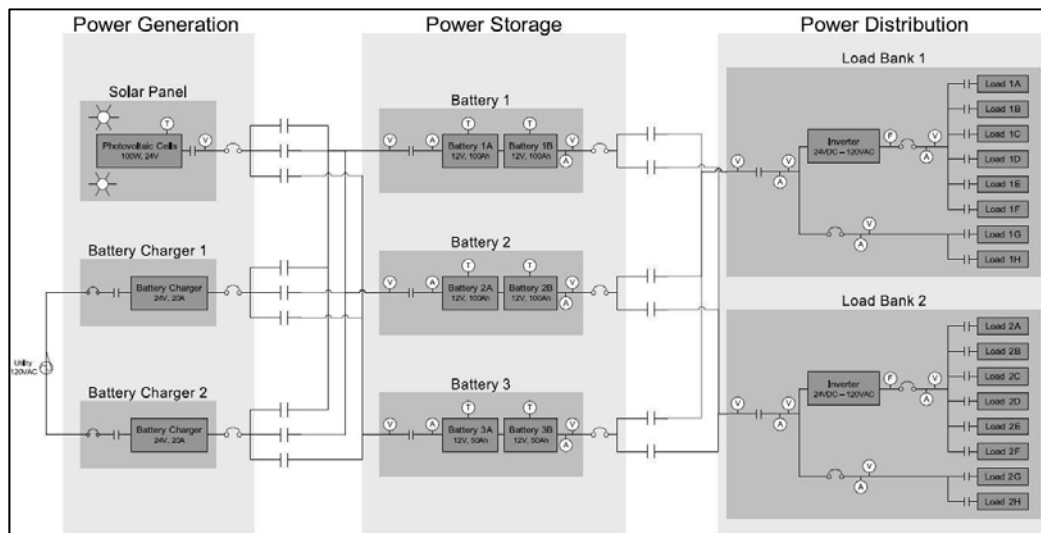 Power Generation
Power Storage
Power Distribution
Solar Panel
T
Photovoltaic Cells
100W, 24V
V
Battery Charger 1
Battery Charger
24V, 20A
Utility
120VAC
Battery Charger 2
Battery Charger
24V, 20A
Battery 1
V
A
T
T
Battery 1A
12V, 100Ah
Battery 1B
12V, 100Ah
A
Battery 2
V
A
T
T
Battery 2A
12V, 100Ah
Battery 2B
12V, 100Ah
A
Battery 3
V
A
T
T
Battery 3A
12V, 50Ah
Battery 3B
12V, 50Ah
A
Load Bank 1
V
V
A
Inverter
24VDC – 120VAC
F
V
A
V
A
Load 1A
Load 1B
Load 1C
Load 1D
Load 1E
Load 1F
Load 1G
Load 1H
Load Bank 2
V
V
A
Inverter
24VDC – 120VAC
F
V
A
V
A
Load 2A
Load 2B
Load 2C
Load 2D
Load 2E
Load 2F
Load 2G
Load 2H